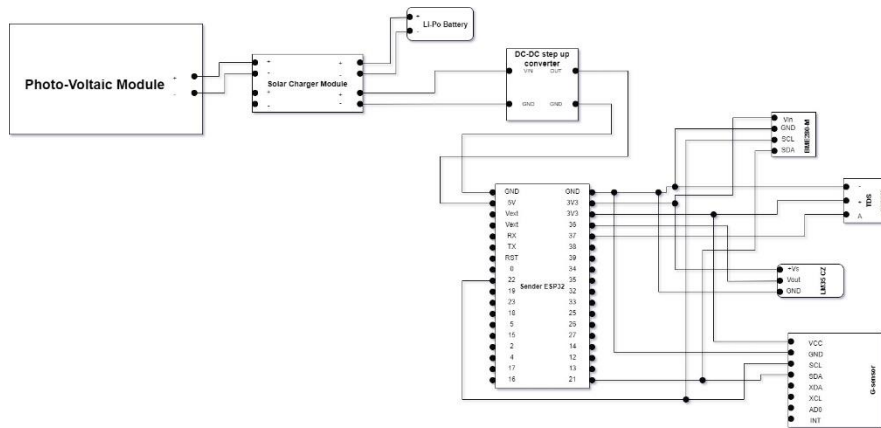 Photo-Voltaic Module
+
-
+
-
+
-
Solar Charger Module
+
-
+
-
+
-
Li-Po Battery
DC-DC step up
converter
VIN OUT
GND GND
GND GND
5V 3V3
Vext 3V3
Vext 36
RX 37
TX 38
RST 39
0 34
22 35
Sender ESP32
19 32
23 33
18 25
5 26
15 27
2 14
4 12
17 13
16 21
Vin
GND
SCL
SDA
BME280-M
-
+
A
TDS
+Vs
Vout
GND
LM35 CZ
VCC
GND
SCL
SDA
XDA
XCL
AD0
INT
G-sensor